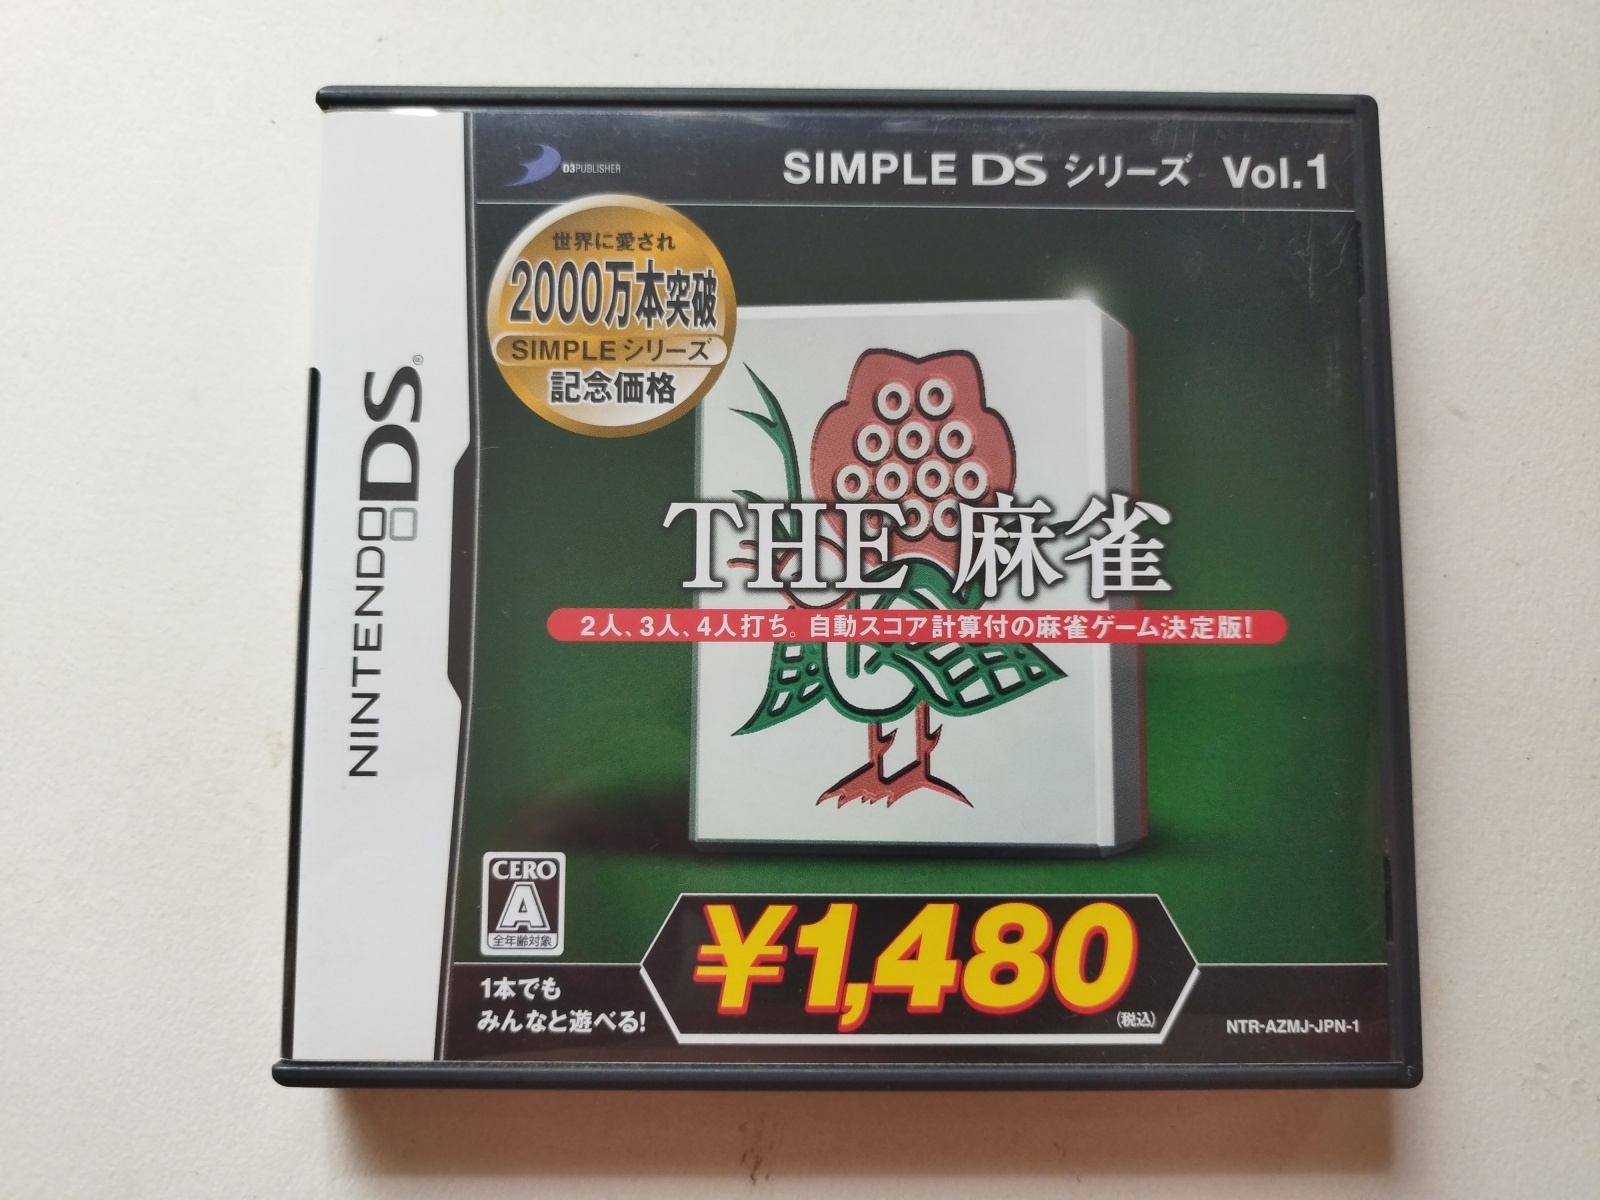 D3PUBLISHER
SIMPLE DS シリーズ Vol.1
世界に愛され
2000万本突破
SIMPLEシリーズ
記念価格
NINTENDO DS®
THE 麻雀
2人、3人、4人打ち。自動スコア計算付の麻雀ゲーム決定版!
CERO
A
全年齢対象
1本でも
みんなと遊べる!
¥1,480
(税込)
NTR-AZMJ-JPN-1